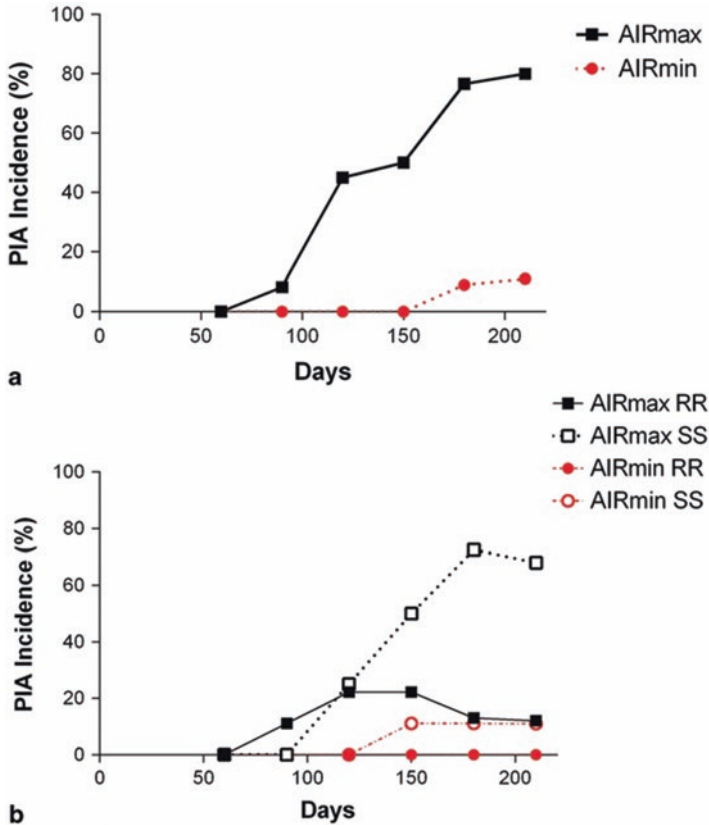 100
80
60
40
20
0
PIA Incidence (%)
0 50 100 150 200
Days
AIRmax
AIRmin
a
AIRmax RR
AIRmax SS
AIRmin RR
AIRmin SS
100
80
60
40
20
0
PIA Incidence (%)
0 50 100 150 200
Days
b